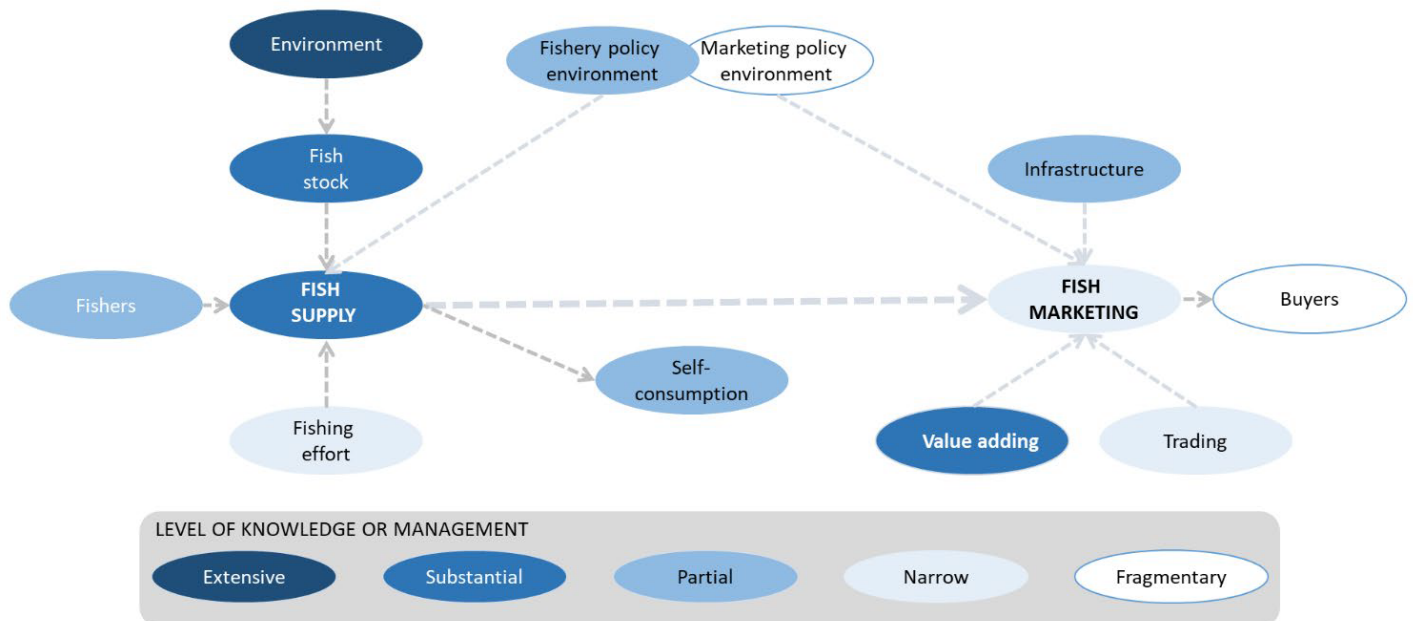 Environment
Fishery policy
environment
Marketing policy
environment
Fish
stock
Infrastructure
Fishers
FISH
SUPPLY
FISH
MARKETING
Buyers
Self-
consumption
Fishing
effort
Value adding
Trading
LEVEL OF KNOWLEDGE OR MANAGEMENT
Extensive
Substantial
Partial
Narrow
Fragmentary